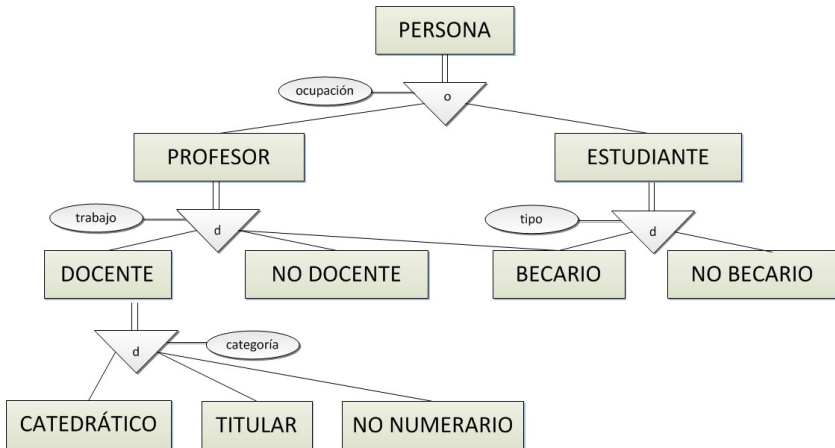 PERSONA
ocupación
o
PROFESOR
ESTUDIANTE
trabajo
d
tipo
d
DOCENTE
NO DOCENTE
BECARIO
NO BECARIO
d
categoría
CATEDRÁTICO
TITULAR
NO NUMERARIO